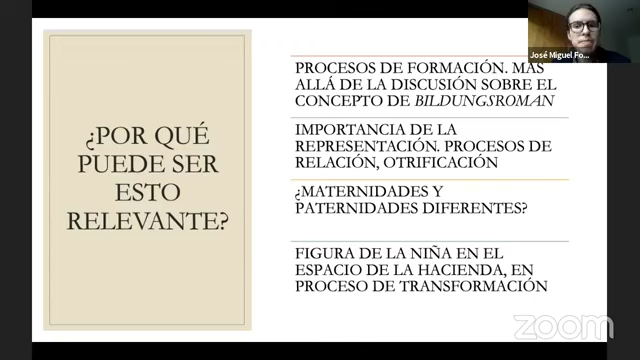 José Miguel Fo...
¿POR QUÉ
PUEDE SER
ESTO
RELEVANTE?
PROCESOS DE FORMACIÓN. MÁS
ALLÁ DE LA DISCUSIÓN SOBRE EL
CONCEPTO DE BILDUNGSROMAN
IMPORTANCIA DE LA
REPRESENTACIÓN. PROCESOS DE
RELACIÓN, OTRIFICACIÓN
¿MATERNIDADES Y
PATERNIDADES DIFERENTES?
FIGURA DE LA NIÑA EN EL
ESPACIO DE LA HACIENDA, EN
PROCESO DE TRANSFORMACIÓN
zoom